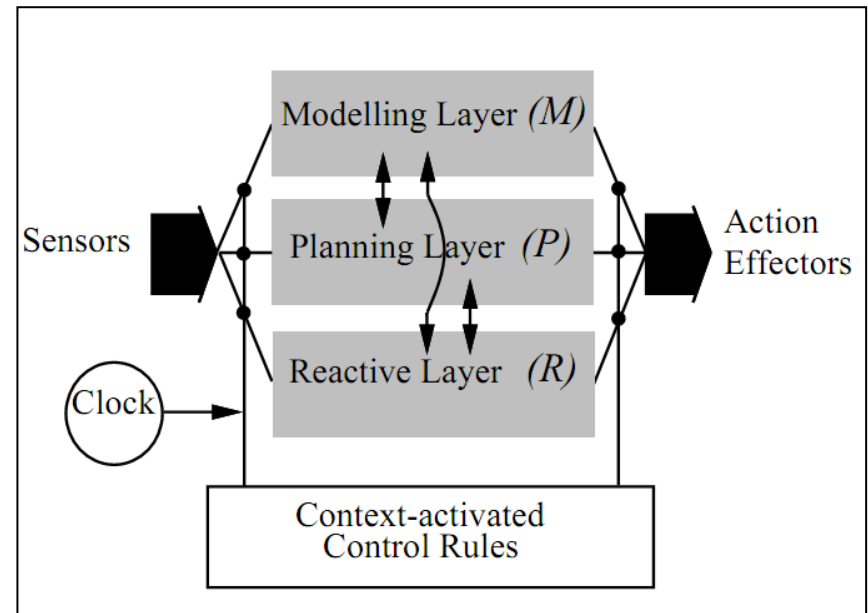 Modelling Layer (M)
Sensors
Planning Layer (P)
Action
Effectors
Reactive Layer (R)
Clock
Context-activated
Control Rules